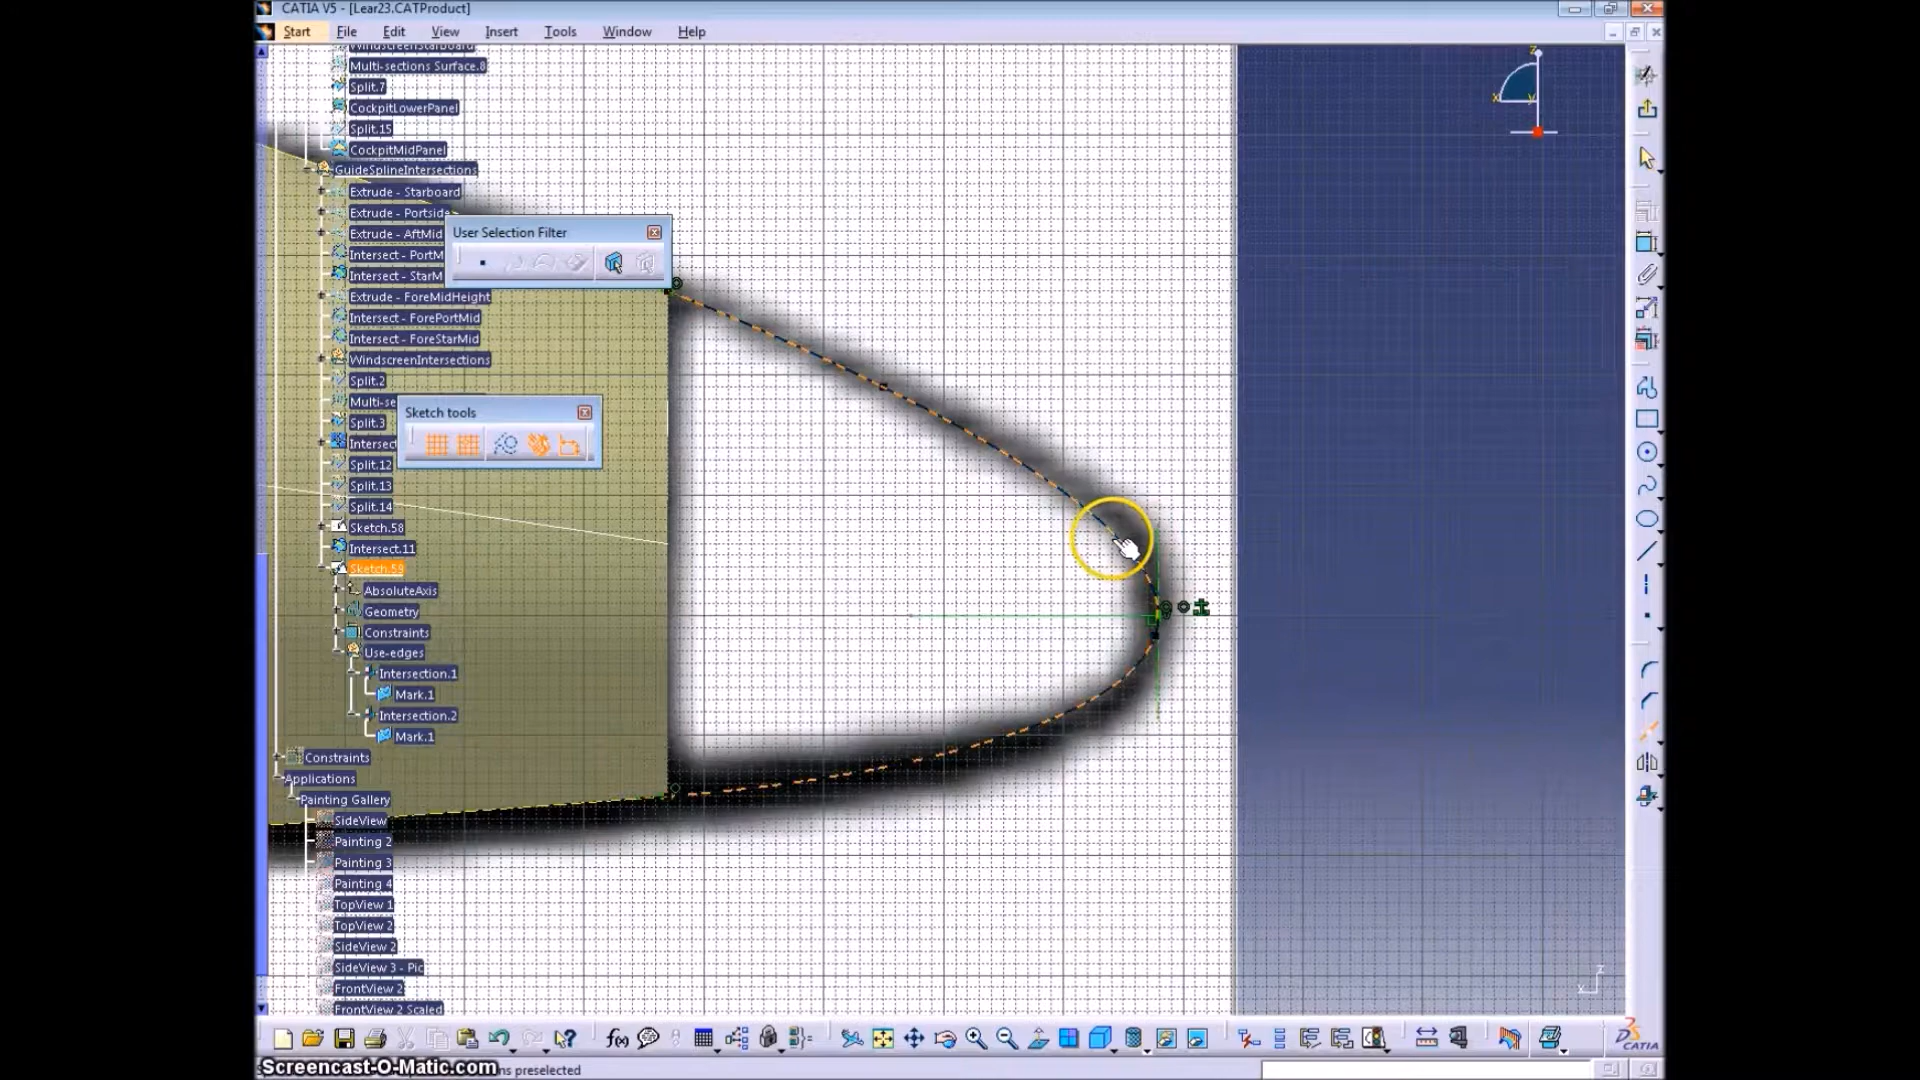 CATIA V5 - [Lear23.CATProduct]
Start File Edit View Insert Tools Window Help
WindscreenStarboard
Multi-sections Surface.8
Split.7
CockpitLowerPanel
Split.15
CockpitMidPanel
GuideSplineIntersections
Extrude - Starboard
Extrude - Portside
Extrude - AftMid
Intersect - PortM
Intersect - StarM
Extrude - ForeMidHeight
Intersect - ForePortMid
Intersect - ForeStarMid
WindscreenIntersections
Split.2
Multi-se
Split.3
Intersec
Split.12
Split.13
Split.14
Sketch.58
Intersect.11
Sketch.59
AbsoluteAxis
Geometry
Constraints
Use-edges
Intersection.1
Mark.1
Intersection.2
Mark.1
Constraints
Applications
Painting Gallery
SideView
Painting 2
Painting 3
Painting 4
TopView 1
TopView 2
SideView 2
SideView 3 - Pic
FrontView 2
FrontView 2 Scaled
User Selection Filter
Sketch tools
z
x y
z
x
f(x)
CATIA
Screencast-O-Matic.com
ns preselected